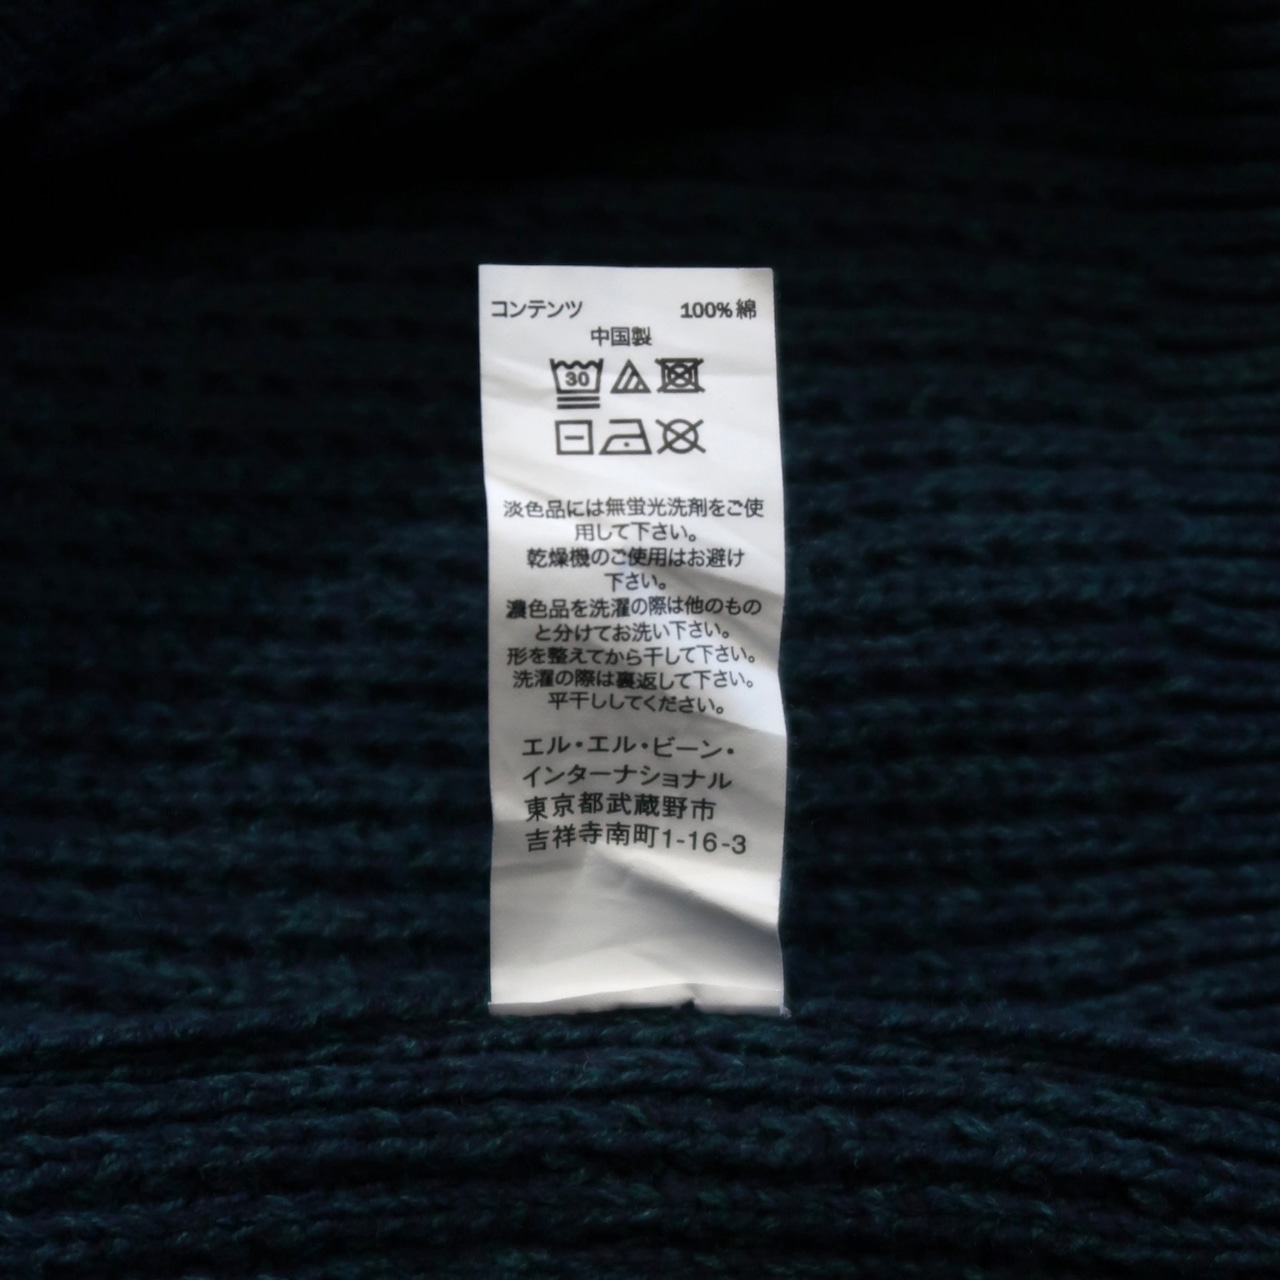 コンテンツ 100% 綿
中国製
30
淡色品には無蛍光洗剤をご使
用して下さい。
乾燥機のご使用はお避け
下さい。
濃色品を洗濯の際は他のもの
と分けてお洗い下さい。
形を整えてから干して下さい。
洗濯の際は裏返して下さい。
平干ししてください。
エル・エル・ビーン・
インターナショナル
東京都武蔵野市
吉祥寺南町1-16-3